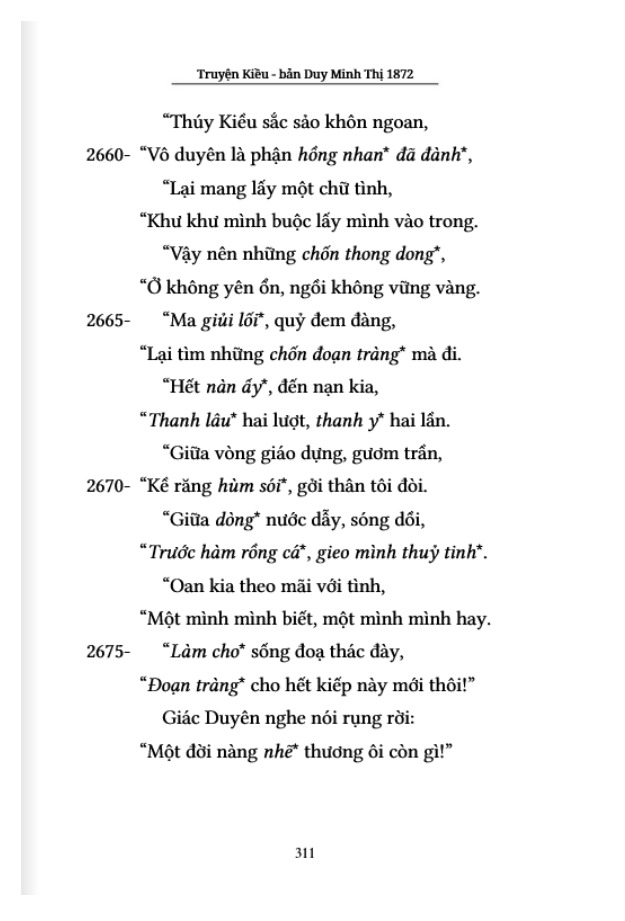 Truyện Kiều - bản Duy Minh Thị 1872
“Thúy Kiều sắc sảo khôn ngoan,
2660- “Vô duyên là phận hồng nhan* đã đành*,
“Lại mang lấy một chữ tình,
“Khư khư mình buộc lấy mình vào trong.
“Vậy nên những chốn thong dong*,
“Ở không yên ổn, ngồi không vững vàng.
2665- “Ma giủi lối*, quỷ đem đàng,
“Lại tìm những chốn đoạn tràng* mà đi.
“Hết nàn ấy*, đến nạn kia,
“Thanh lâu* hai lượt, thanh y* hai lần.
“Giữa vòng giáo dựng, gươm trần,
2670- “Kề răng hùm sói*, gởi thân tôi đòi.
“Giữa dòng* nước dẫy, sóng dồi,
“Trước hàm rồng cá*, gieo mình thuỷ tinh*.
“Oan kia theo mãi với tình,
“Một mình mình biết, một mình mình hay.
2675- “Làm cho* sống đoạ thác đày,
“Đoạn tràng* cho hết kiếp này mới thôi!”
Giác Duyên nghe nói rụng rời:
“Một đời nàng nhẽ* thương ôi còn gì!”
311